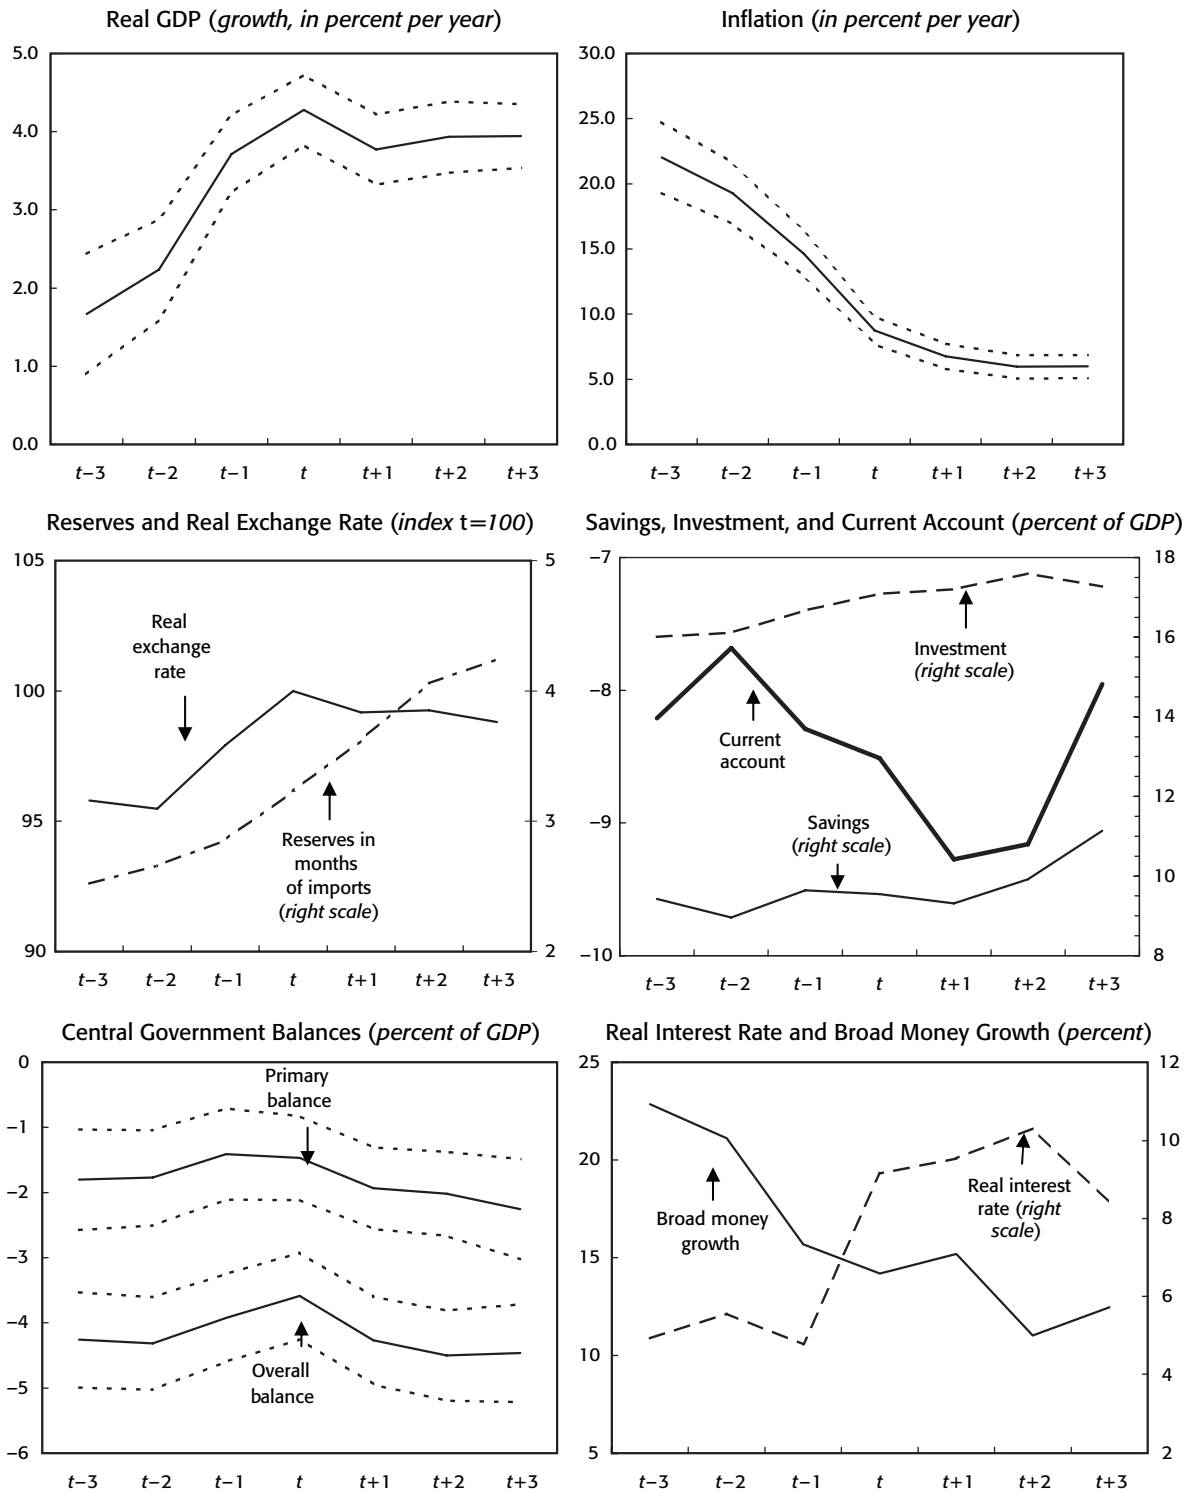 Real GDP (growth, in percent per year)
5.0
4.0
3.0
2.0
1.0
0.0
t−3 t−2 t−1 t t+1 t+2 t+3
Inflation (in percent per year)
30.0
25.0
20.0
15.0
10.0
5.0
0.0
t−3 t−2 t−1 t t+1 t+2 t+3
Reserves and Real Exchange Rate (index t=100)
105
100
95
90
5
4
3
2
Real
exchange
rate
Reserves in
months
of imports
(right scale)
t−3 t−2 t−1 t t+1 t+2 t+3
Savings, Investment, and Current Account (percent of GDP)
−7
−8
−9
−10
18
16
14
12
10
8
Investment
(right scale)
Current
account
Savings
(right scale)
t−3 t−2 t−1 t t+1 t+2 t+3
Central Government Balances (percent of GDP)
0
−1
−2
−3
−4
−5
−6
Primary
balance
Overall
balance
t−3 t−2 t−1 t t+1 t+2 t+3
Real Interest Rate and Broad Money Growth (percent)
25
20
15
10
5
12
10
8
6
4
2
Broad money
growth
Real interest
rate (right
scale)
t−3 t−2 t−1 t t+1 t+2 t+3